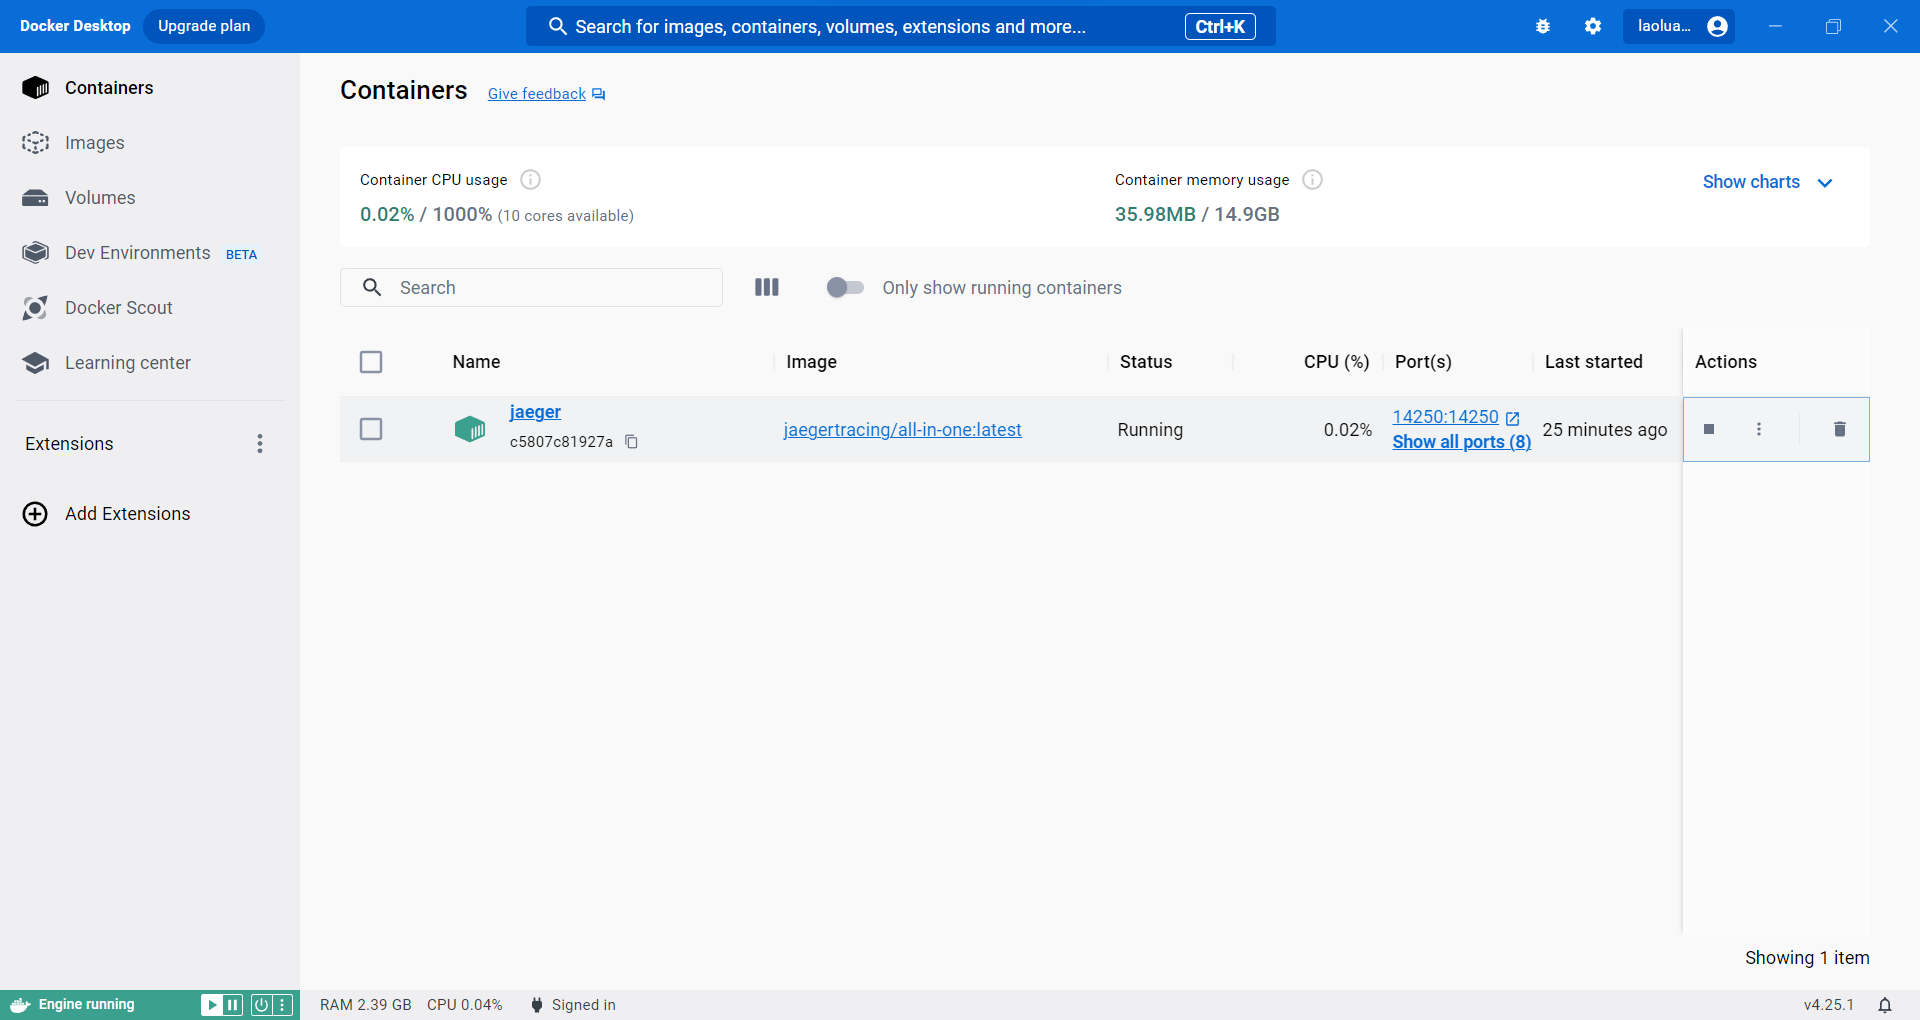 Docker Desktop
Upgrade plan
Search for images, containers, volumes, extensions and more...
Ctrl+K
laolua...
Containers
Images
Volumes
Dev Environments BETA
Docker Scout
Learning center
Extensions
Add Extensions
Containers
Give feedback
Container CPU usage
0.02% / 1000% (10 cores available)
Container memory usage
35.98MB / 14.9GB
Show charts
Search
Only show running containers
Name Image Status CPU (%) Port(s) Last started Actions
jaeger
c5807c81927a
jaegertracing/all-in-one:latest
Running
0.02%
14250:14250
Show all ports (8)
25 minutes ago
Showing 1 item
Engine running
RAM 2.39 GB CPU 0.04% Signed in
v4.25.1